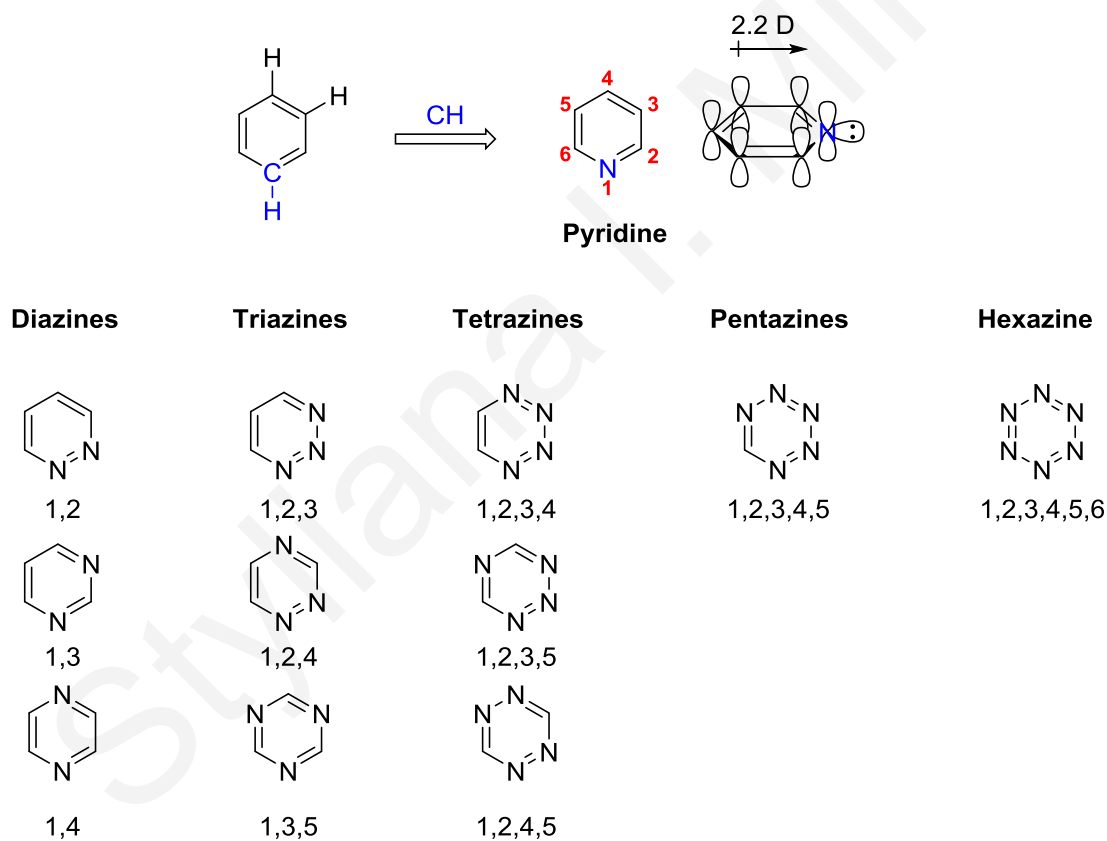 2.2 D
H
H
CH
C
H
4
5
3
6
2
N
1
N
:
Pyridine
Diazines
Triazines
Tetrazines
Pentazines
Hexazine
N
N
1,2
N
N
N
1,2,3
N
N
N
N
1,2,3,4
N
N
N
N
N
1,2,3,4,5
N
N
N
N
N
N
1,2,3,4,5,6
N
N
1,3
N
N
N
1,2,4
N
N
N
N
1,2,3,5
N
N
1,4
N
N
N
1,3,5
N
N
N
N
1,2,4,5